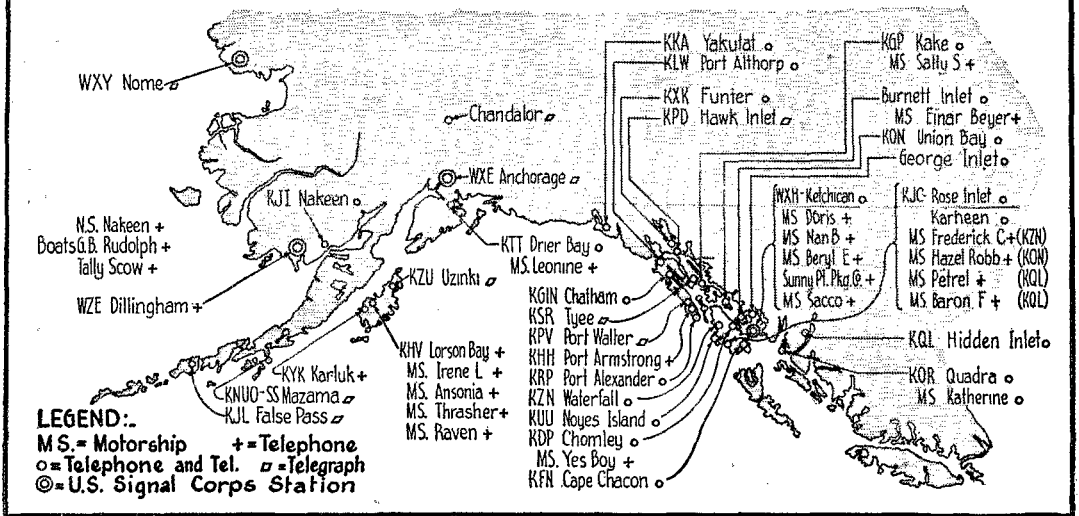 WXY Nome ▱
Chandalor ▱
WXE Anchorage ▱
KJI Nakeen o
N.S. Nakeen +
Boats G.B. Rudolph +
Tally Scow +
WZE Dillingham +
KTT Drier Bay o
MS. Leonine +
KZU Uzinki ▱
KHV Lorson Bay +
MS. Irene L +
MS. Ansonia +
MS. Thrasher +
MS. Raven +
KYK Karluk +
KNUO-SS Mazama ▱
KJL False Pass ▱
KKA Yakutat o
KLW Port Althorp o
KXK Funter o
KPD Hawk Inlet ▱
KGP Kake o
MS. Sally S +
Burnett Inlet o
MS Einar Beyer +
KON Union Bay o
George Inlet o
WXH-Ketchican o
MS Doris +
MS Nan B +
MS. Beryl E +
Sunny Pt. Pkg. Co. +
MS Sacco +
KJC- Rose Inlet o
Karheen o
MS Frederick C + (KZN)
MS Hazel Robb + (KON)
MS Petrel + (KQL)
MS. Baron F + (KQL)
KGIN Chatham o
KSR Tyee ▱
KPV Port Walter ▱
KHH Port Armstrong +
KRP Port Alexander o
KZN Waterfall o
KUU Noyes Island o
KDP Chomley o
MS. Yes Boy +
KFN Cape Chacon o
KQL Hidden Inlet o
KOR Quadra o
MS Katherine o
LEGEND:-
MS.= Motorship +=Telephone
o=Telephone and Tel. ▱=Telegraph
◎=U.S. Signal Corps Station